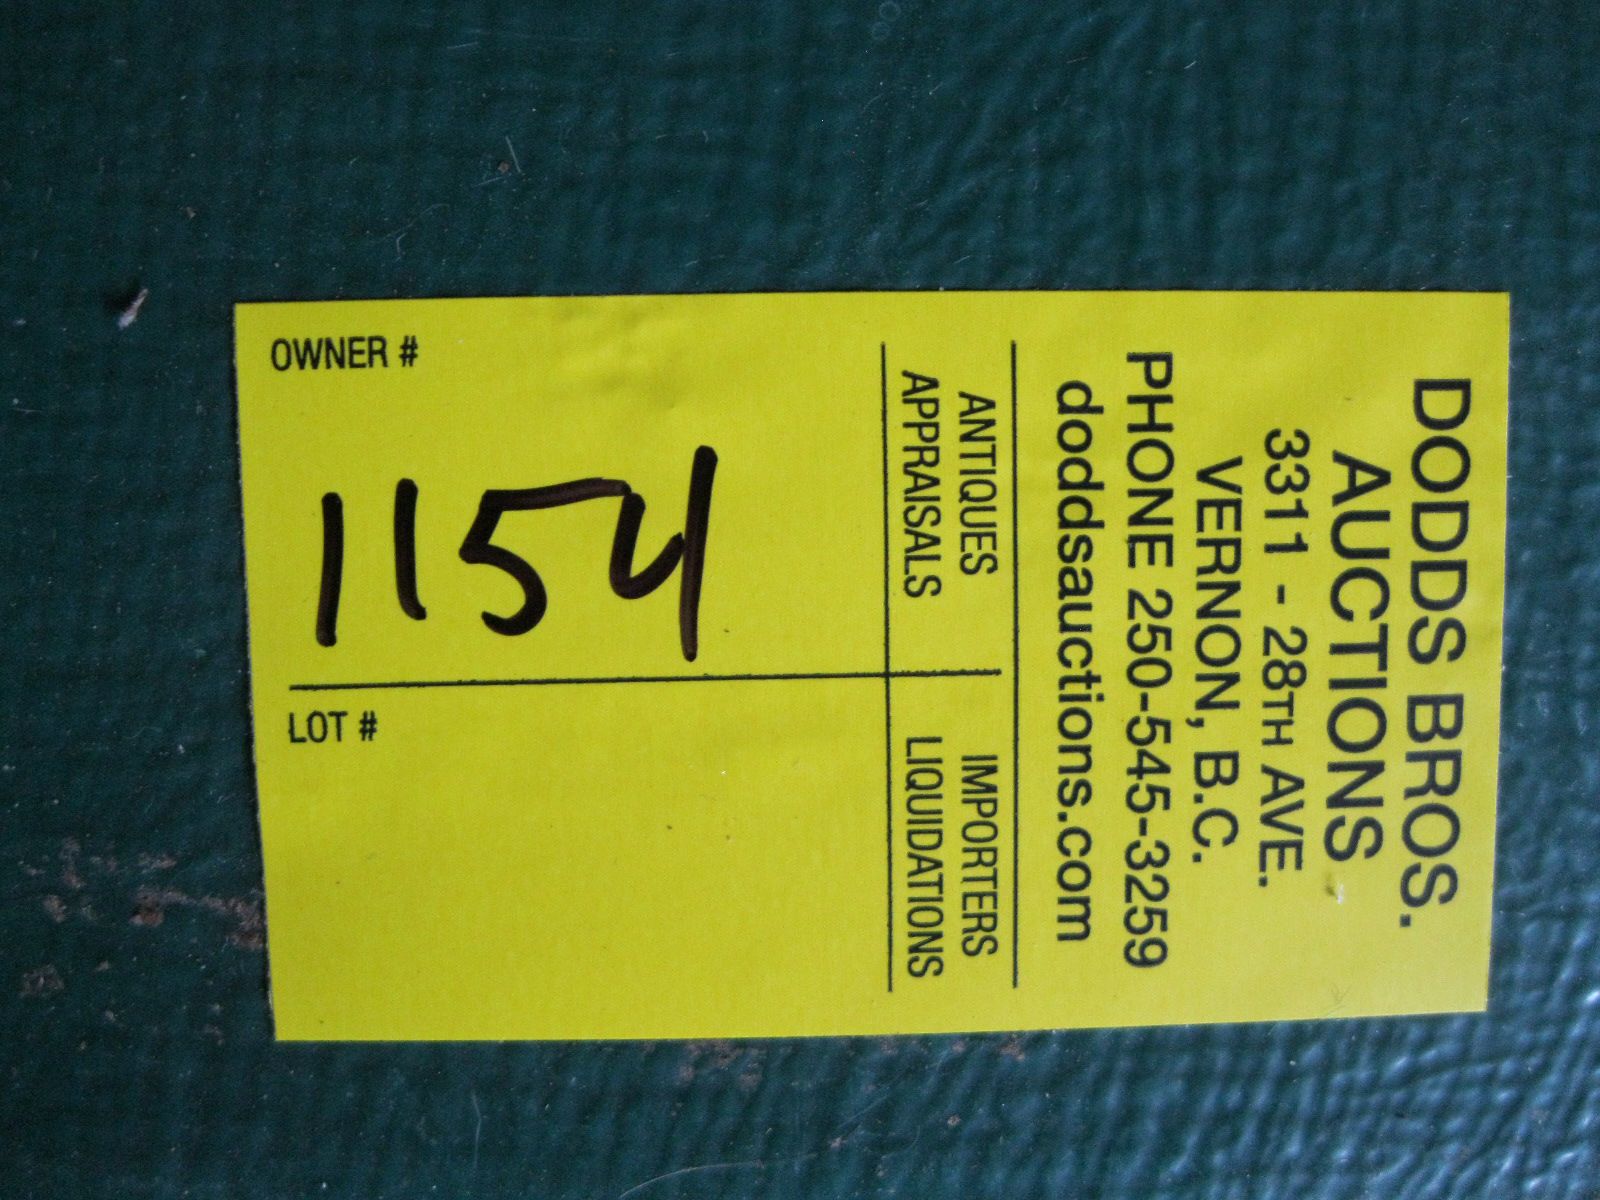 DODDS BROS.
AUCTIONS
3311 - 28TH AVE.
VERNON, B.C.
PHONE 250-545-3259
doddsauctions.com
ANTIQUES IMPORTERS
APPRAISALS LIQUIDATIONS
OWNER #
1154
LOT #